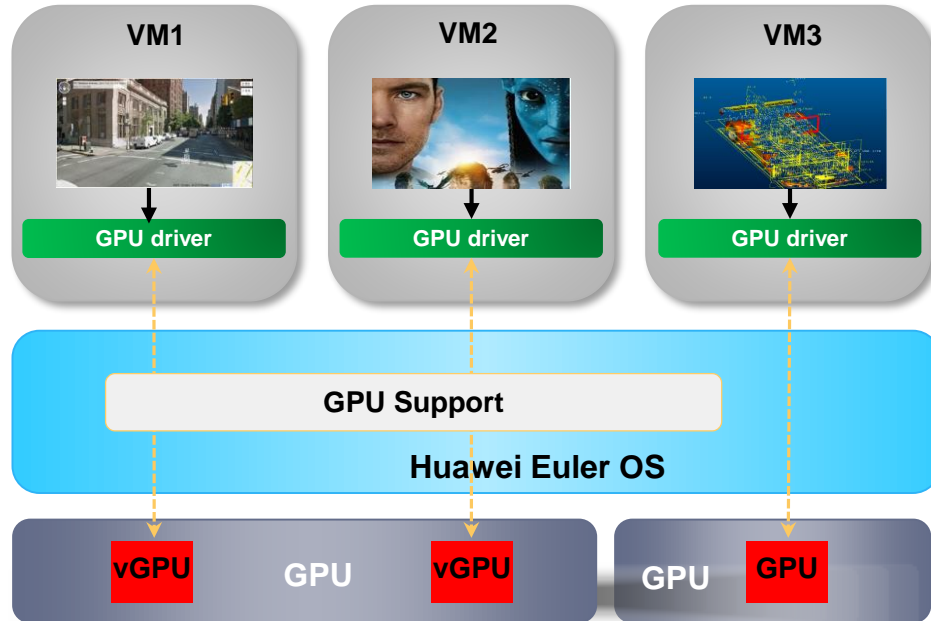 VM1
VM2
VM3
GPU driver
GPU driver
GPU driver
GPU Support
Huawei Euler OS
vGPU
GPU
vGPU
GPU
GPU